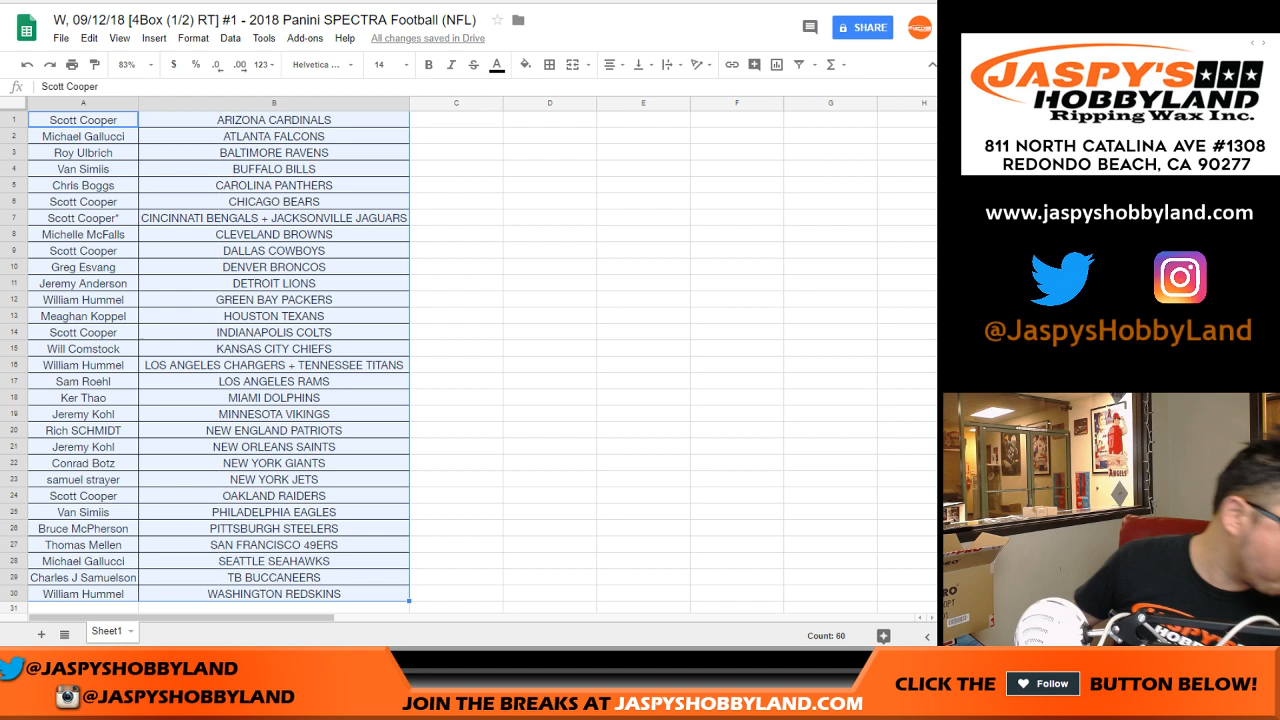 W, 09/12/18 [4Box (1/2) RT] #1 - 2018 Panini SPECTRA Football (NFL)
File Edit View Insert Format Data Tools Add-ons Help All changes saved in Drive
SHARE
83% $ % .0 .00 123 Helvetica ... 14 B I S A
fx Scott Cooper
A B C D E F G H
1 Scott Cooper ARIZONA CARDINALS
2 Michael Gallucci ATLANTA FALCONS
3 Roy Ulbrich BALTIMORE RAVENS
4 Van Simiis BUFFALO BILLS
5 Chris Boggs CAROLINA PANTHERS
6 Scott Cooper CHICAGO BEARS
7 Scott Cooper* CINCINNATI BENGALS + JACKSONVILLE JAGUARS
8 Michelle McFalls CLEVELAND BROWNS
9 Scott Cooper DALLAS COWBOYS
10 Greg Esvang DENVER BRONCOS
11 Jeremy Anderson DETROIT LIONS
12 William Hummel GREEN BAY PACKERS
13 Meaghan Koppel HOUSTON TEXANS
14 Scott Cooper INDIANAPOLIS COLTS
15 Will Comstock KANSAS CITY CHIEFS
16 William Hummel LOS ANGELES CHARGERS + TENNESSEE TITANS
17 Sam Roehl LOS ANGELES RAMS
18 Ker Thao MIAMI DOLPHINS
19 Jeremy Kohl MINNESOTA VIKINGS
20 Rich SCHMIDT NEW ENGLAND PATRIOTS
21 Jeremy Kohl NEW ORLEANS SAINTS
22 Conrad Botz NEW YORK GIANTS
23 samuel strayer NEW YORK JETS
24 Scott Cooper OAKLAND RAIDERS
25 Van Simiis PHILADELPHIA EAGLES
26 Bruce McPherson PITTSBURGH STEELERS
27 Thomas Mellen SAN FRANCISCO 49ERS
28 Michael Gallucci SEATTLE SEAHAWKS
29 Charles J Samuelson TB BUCCANEERS
30 William Hummel WASHINGTON REDSKINS
31
Sheet1
Count: 60
JASPY'S
HOBBYLAND
Ripping Wax Inc.
811 NORTH CATALINA AVE #1308
REDONDO BEACH, CA 90277
www.jaspyshobbyland.com
@JaspysHobbyLand
ANGELS
@JASPYSHOBBYLAND
@JASPYSHOBBYLAND
JOIN THE BREAKS AT JASPYSHOBBYLAND.COM
CLICK THE Follow BUTTON BELOW!